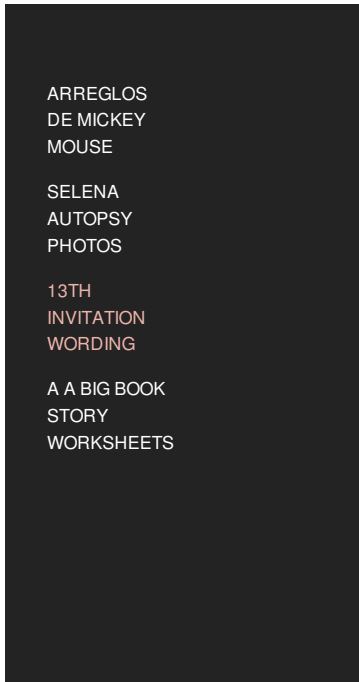 ARREGLOS
DE MICKEY
MOUSE
SELENA
AUTOPSY
PHOTOS
13TH
INVITATION
WORDING
A A BIG BOOK
STORY
WORKSHEETS